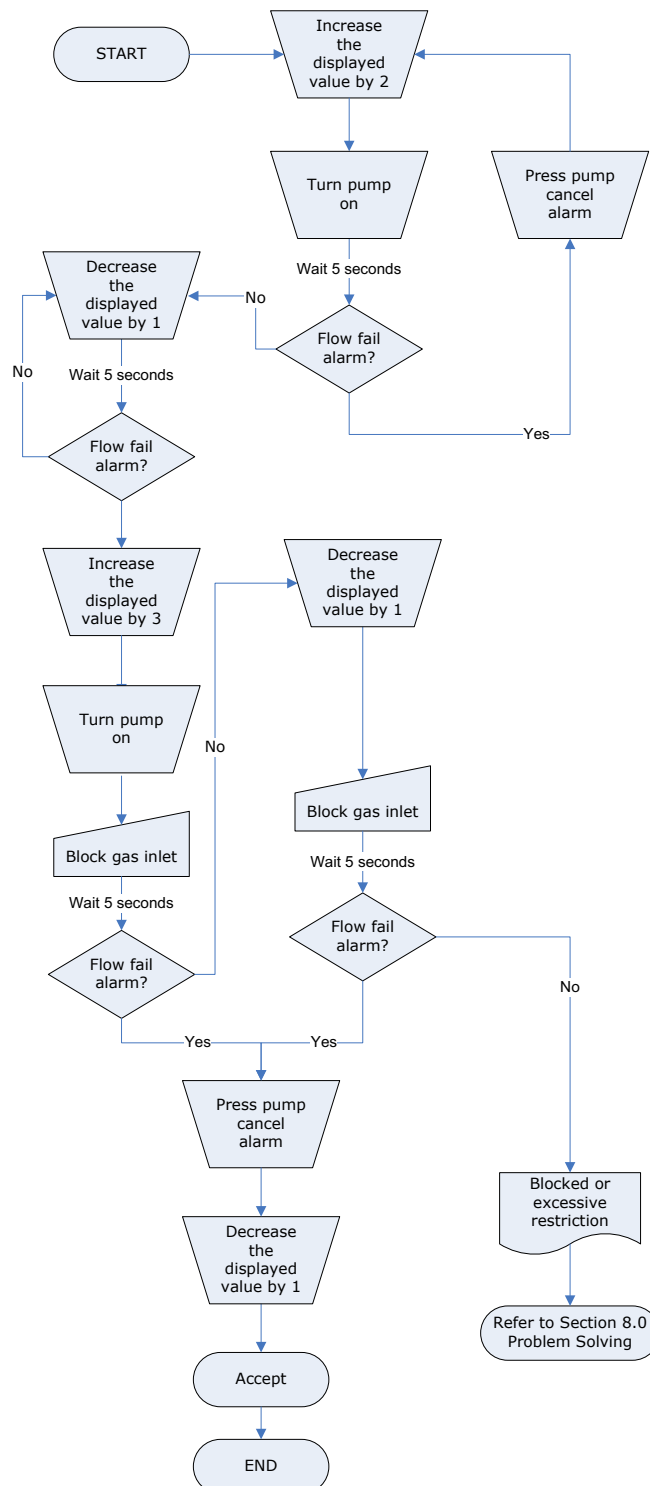 START
Increase
the
displayed
value by 2
Turn pump
on
Press pump
cancel
alarm
Wait 5 seconds
Decrease
the
displayed
value by 1
No
Flow fail
alarm?
No
Wait 5 seconds
Yes
Flow fail
alarm?
Increase
the
displayed
value by 3
Decrease
the
displayed
value by 1
Turn pump
on
No
Block gas inlet
Block gas inlet
Wait 5 seconds
Wait 5 seconds
Flow fail
alarm?
Flow fail
alarm?
No
Yes
Yes
Press pump
cancel
alarm
Blocked or
excessive
restriction
Decrease
the
displayed
value by 1
Refer to Section 8.0
Problem Solving
Accept
END